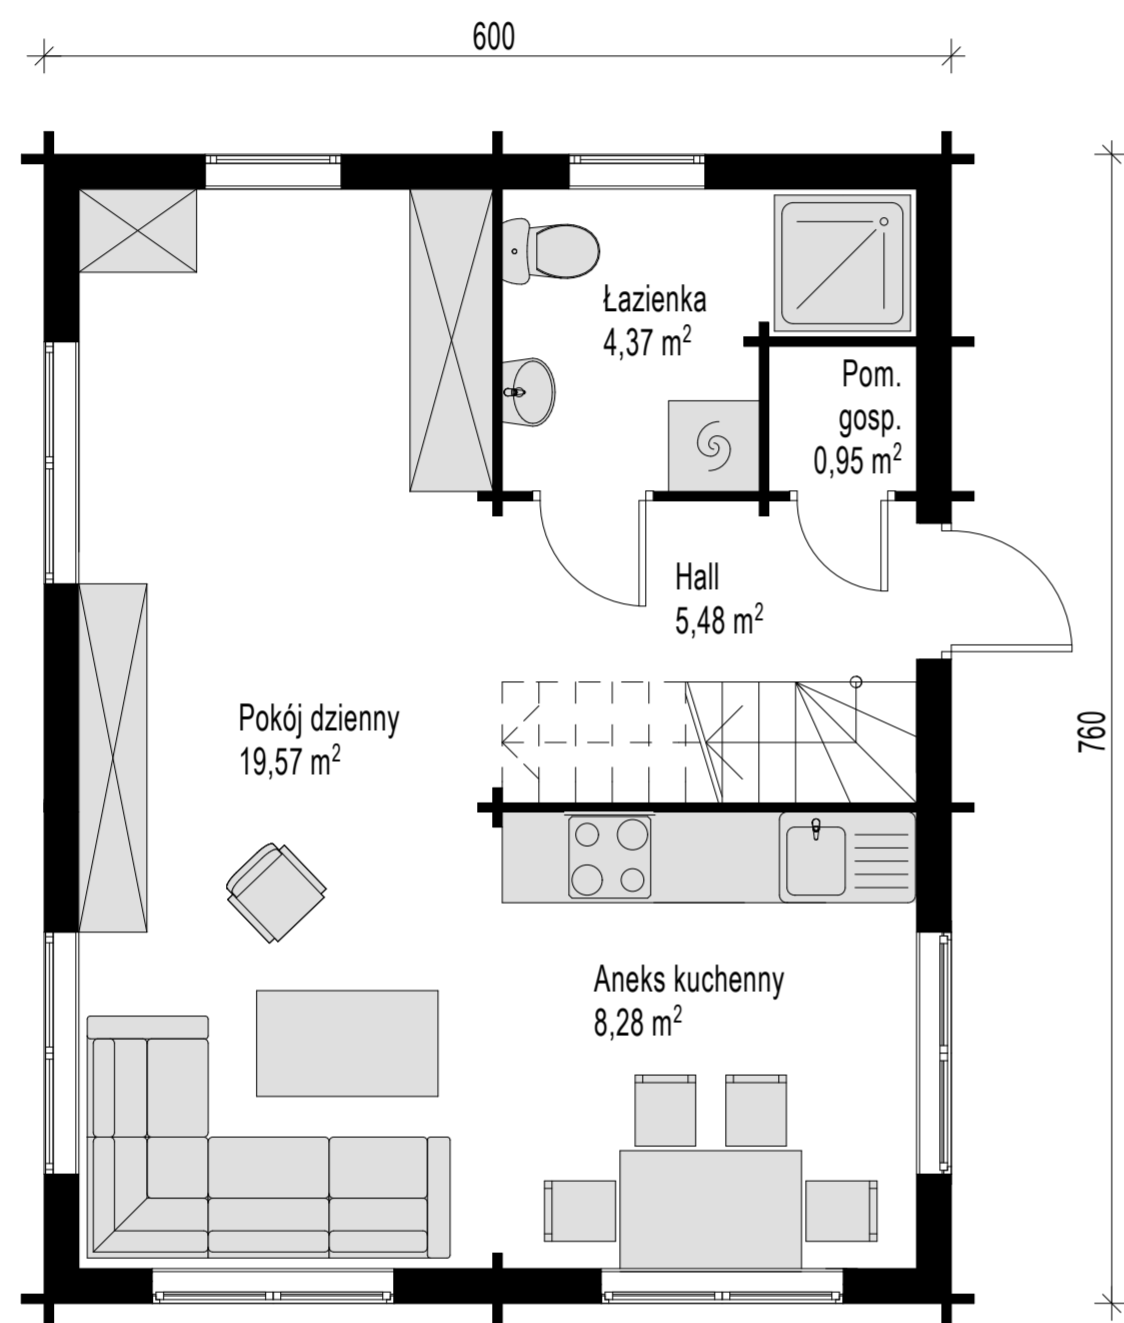 600
Łazienka
4,37 m²
Pom.
gosp.
0,95 m²
Hall
5,48 m²
Pokój dzienny
19,57 m²
760
Aneks kuchenny
8,28 m²